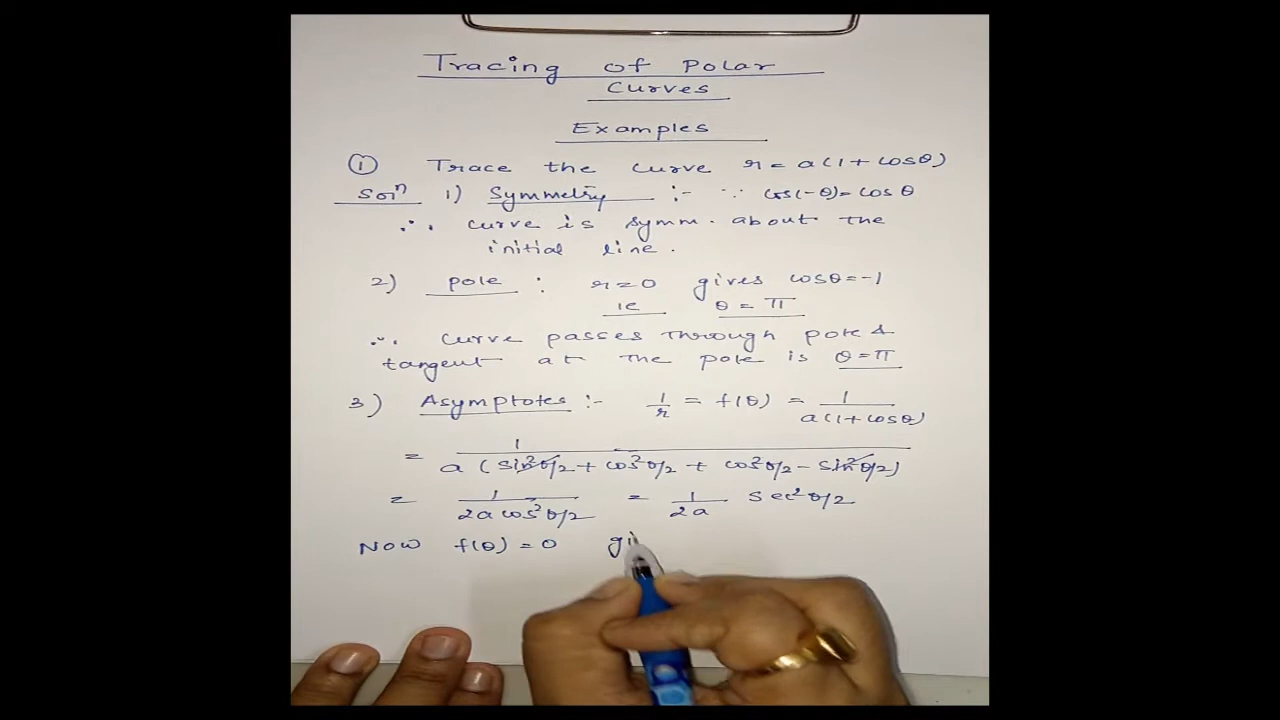 Tracing of Polar
Curves
Examples
① Trace the curve r = a(1 + cosθ)
Solⁿ 1) Symmetry :- ∵ cos(-θ) = cos θ
∴ curve is symm. about the
initial line.
2) pole : r = 0 gives cosθ = -1
ie θ = π
∴ curve passes through pole &
tangent at the pole is θ = π
3) Asymptotes :- 1/r = f(θ) = 1/a(1 + cosθ)
= 1/a(sin²θ/2 + cos²θ/2 + cos²θ/2 - sin²θ/2)
= 1/2a cos²θ/2 = 1/2a sec²θ/2
Now f(θ) = 0 gi